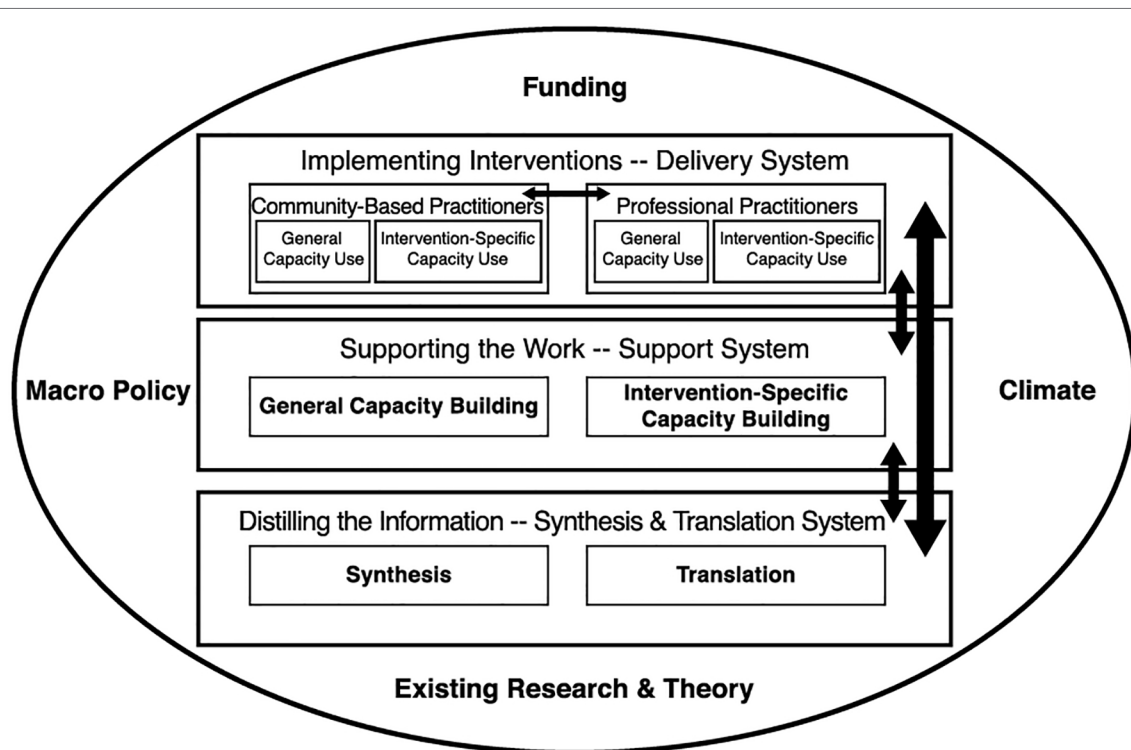 Funding
Implementing Interventions -- Delivery System
Community-Based Practitioners
General
Capacity Use
Intervention-Specific
Capacity Use
Professional Practitioners
General
Capacity Use
Intervention-Specific
Capacity Use
Supporting the Work -- Support System
Macro Policy
General Capacity Building
Intervention-Specific
Capacity Building
Climate
Distilling the Information -- Synthesis & Translation System
Synthesis
Translation
Existing Research & Theory